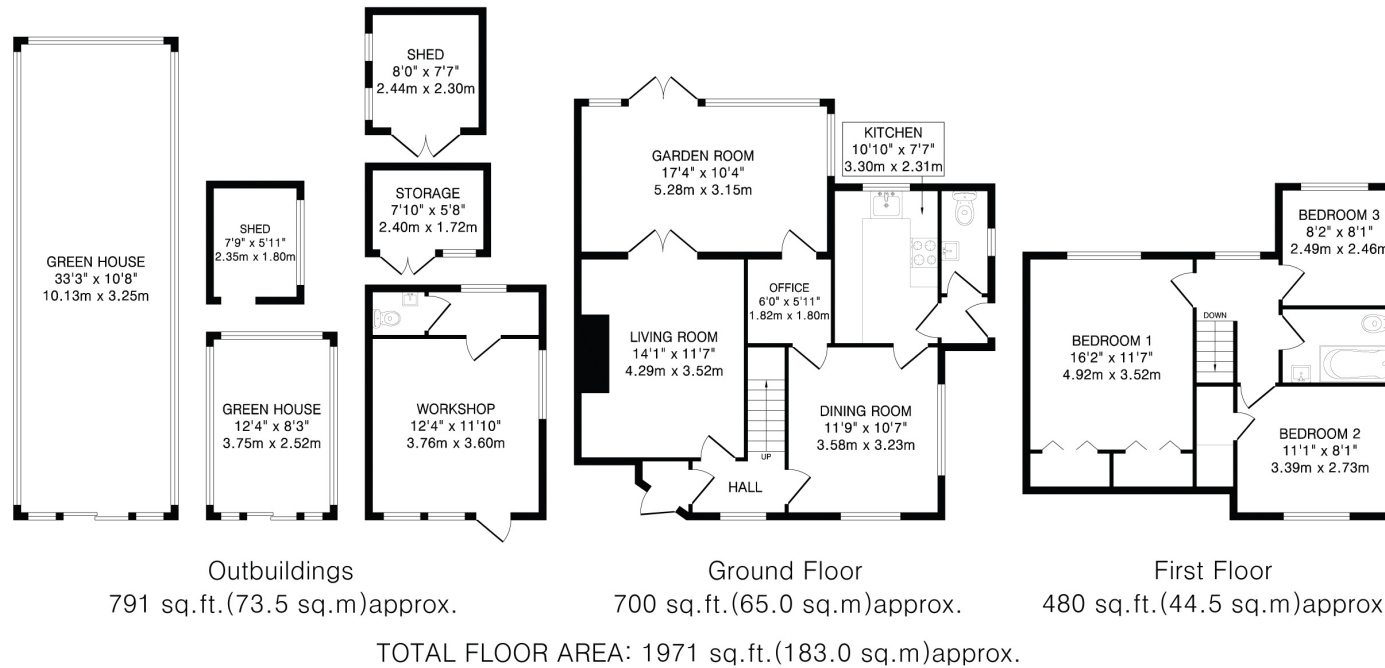 GREEN HOUSE
33'3" x 10'8"
10.13m x 3.25m
SHED
7'9" x 5'11"
2.35m x 1.80m
GREEN HOUSE
12'4" x 8'3"
3.75m x 2.52m
SHED
8'0" x 7'7"
2.44m x 2.30m
STORAGE
7'10" x 5'8"
2.40m x 1.72m
WORKSHOP
12'4" x 11'10"
3.76m x 3.60m
GARDEN ROOM
17'4" x 10'4"
5.28m x 3.15m
KITCHEN
10'10" x 7'7"
3.30m x 2.31m
OFFICE
6'0" x 5'11"
1.82m x 1.80m
LIVING ROOM
14'1" x 11'7"
4.29m x 3.52m
DINING ROOM
11'9" x 10'7"
3.58m x 3.23m
UP
HALL
BEDROOM 3
8'2" x 8'1"
2.49m x 2.46m
DOWN
BEDROOM 1
16'2" x 11'7"
4.92m x 3.52m
BEDROOM 2
11'1" x 8'1"
3.39m x 2.73m
Outbuildings
791 sq.ft.(73.5 sq.m)approx.
Ground Floor
700 sq.ft.(65.0 sq.m)approx.
First Floor
480 sq.ft.(44.5 sq.m)approx
TOTAL FLOOR AREA: 1971 sq.ft.(183.0 sq.m)approx.